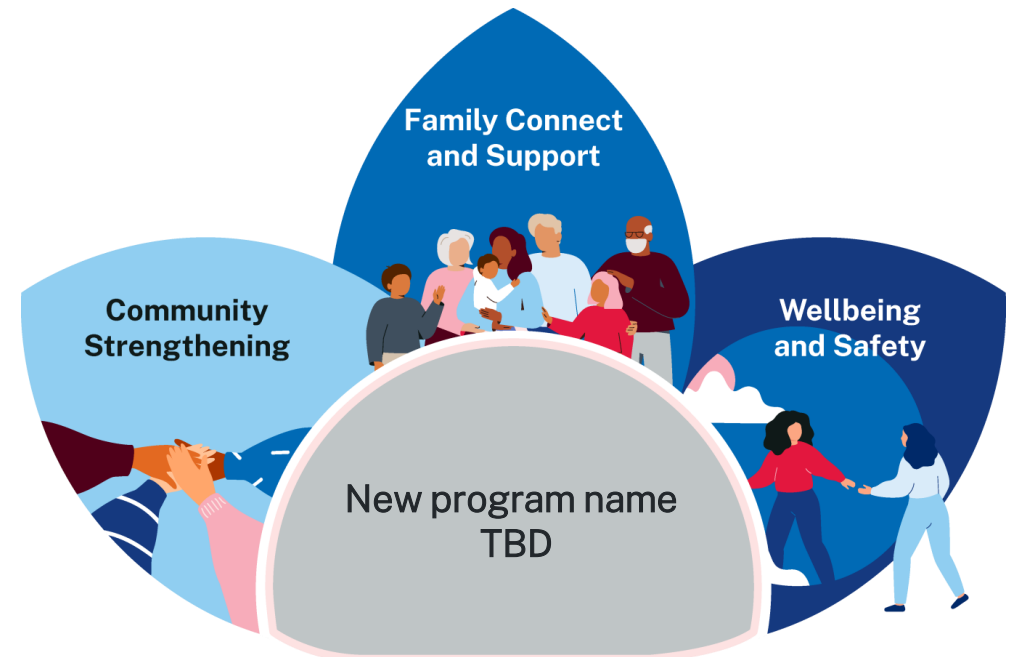 Family Connect
and Support
Community
Strengthening
Wellbeing
and Safety
New program name
TBD